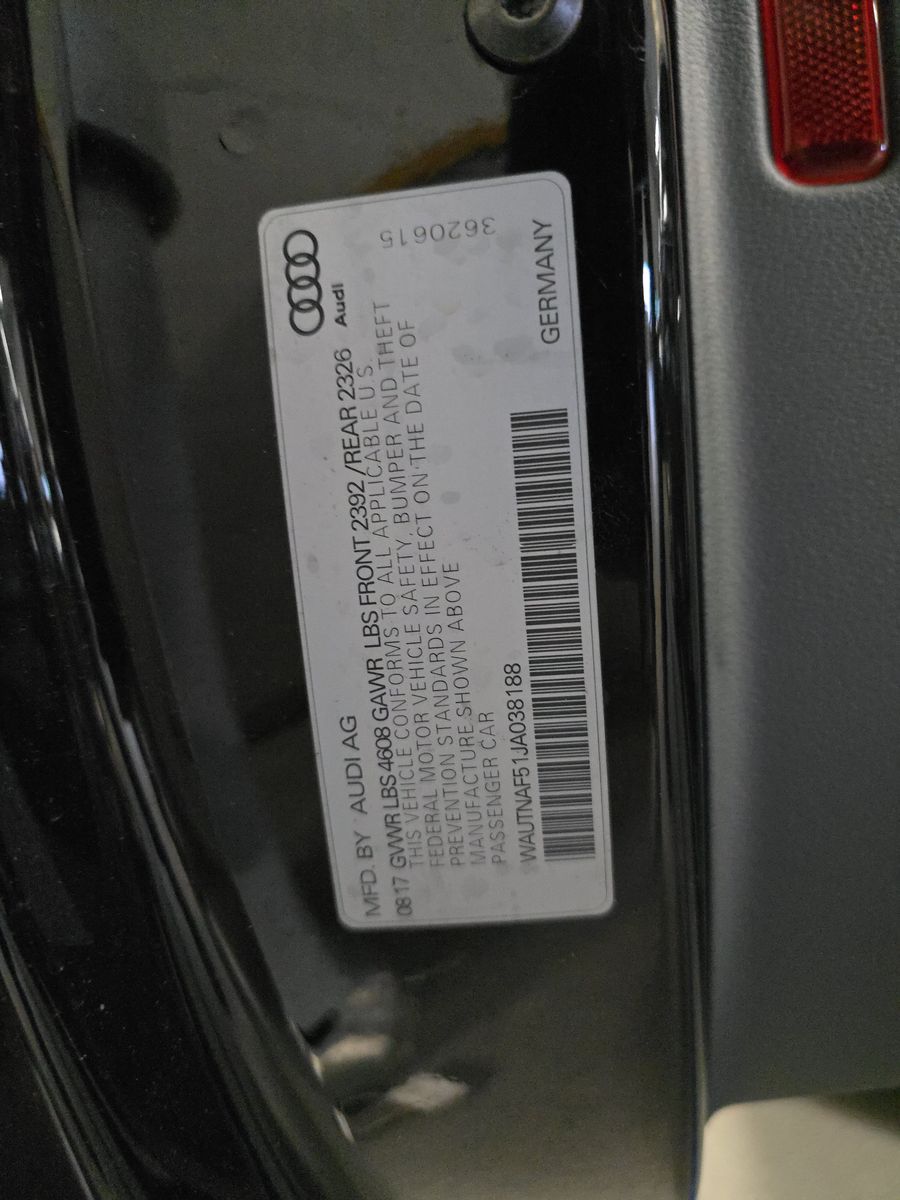 MFD. BY AUDI AG
Audi
08 17 GVWR LBS 4608 GAWR LBS FRONT 2392 /REAR 2326
THIS VEHICLE CONFORMS TO ALL APPLICABLE U.S.
FEDERAL MOTOR VEHICLE SAFETY, BUMPER AND THEFT
PREVENTION STANDARDS IN EFFECT ON THE DATE OF
MANUFACTURE SHOWN ABOVE
PASSENGER CAR
3620615
WAUTNAF51JA038188
GERMANY